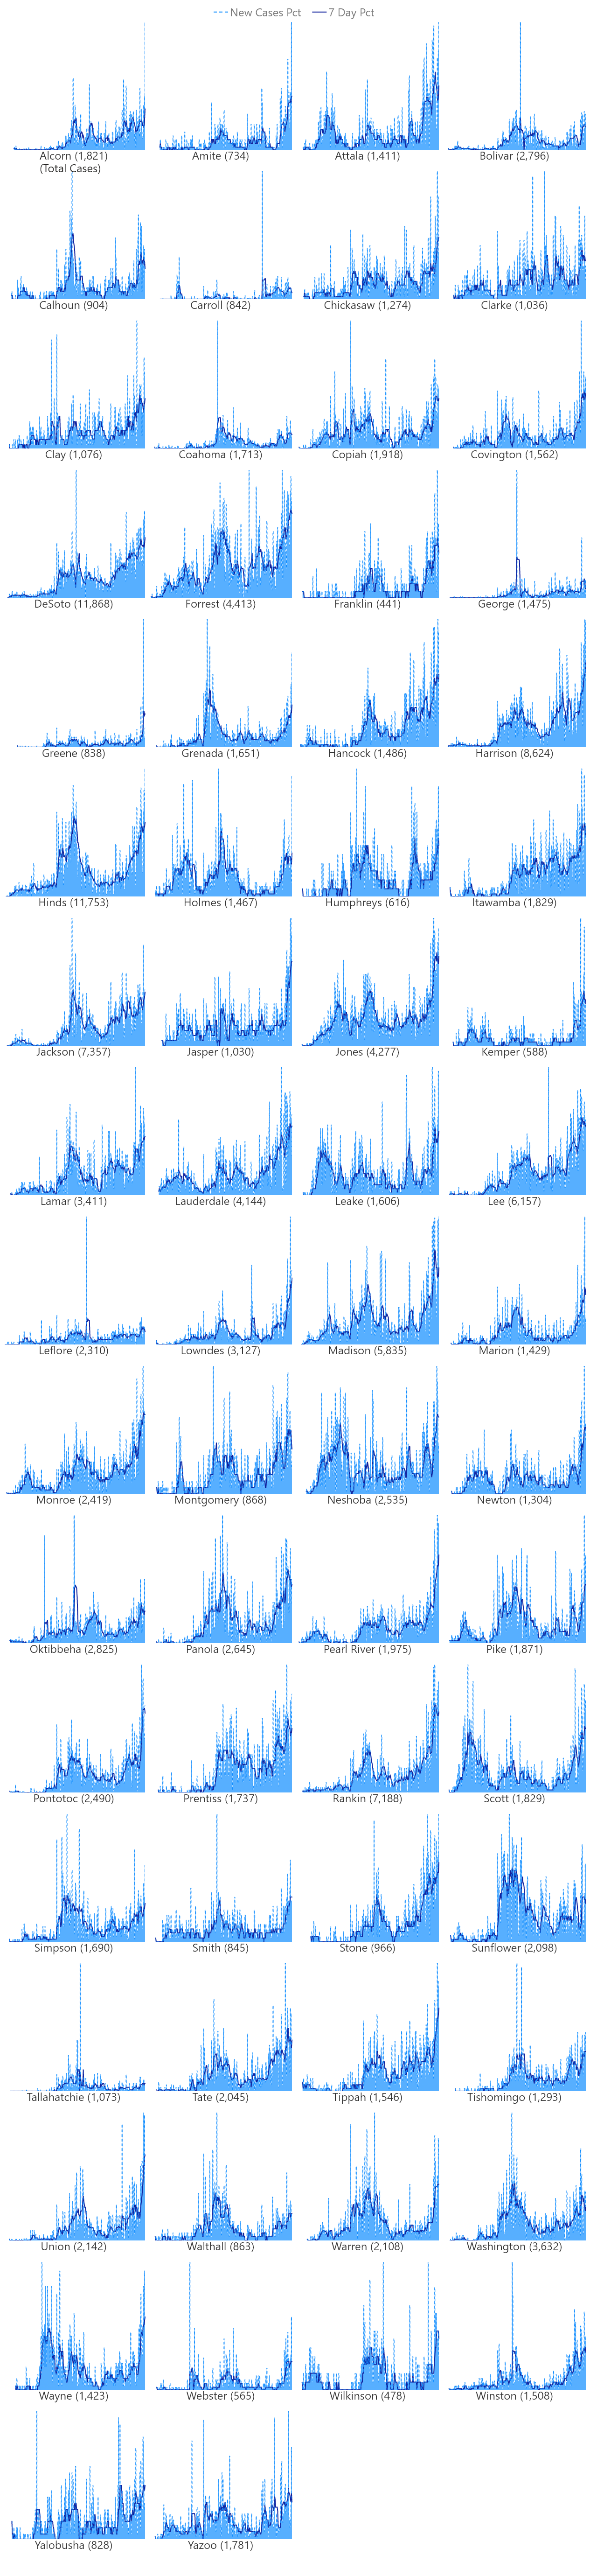 New Cases Pct 7 Day Pct
Alcorn (1,821) Amite (734) Attala (1,411) Bolivar (2,796)
(Total Cases)
Calhoun (904) Carroll (842) Chickasaw (1,274) Clarke (1,036)
Clay (1,076) Coahoma (1,713) Copiah (1,918) Covington (1,562)
DeSoto (11,868) Forrest (4,413) Franklin (441) George (1,475)
Greene (838) Grenada (1,651) Hancock (1,486) Harrison (8,624)
Hinds (11,753) Holmes (1,467) Humphreys (616) Itawamba (1,829)
Jackson (7,357) Jasper (1,030) Jones (4,277) Kemper (588)
Lamar (3,411) Lauderdale (4,144) Leake (1,606) Lee (6,157)
Leflore (2,310) Lowndes (3,127) Madison (5,835) Marion (1,429)
Monroe (2,419) Montgomery (868) Neshoba (2,535) Newton (1,304)
Oktibbeha (2,825) Panola (2,645) Pearl River (1,975) Pike (1,871)
Pontotoc (2,490) Prentiss (1,737) Rankin (7,188) Scott (1,829)
Simpson (1,690) Smith (845) Stone (966) Sunflower (2,098)
Tallahatchie (1,073) Tate (2,045) Tippah (1,546) Tishomingo (1,293)
Union (2,142) Walthall (863) Warren (2,108) Washington (3,632)
Wayne (1,423) Webster (565) Wilkinson (478) Winston (1,508)
Yalobusha (828) Yazoo (1,781)